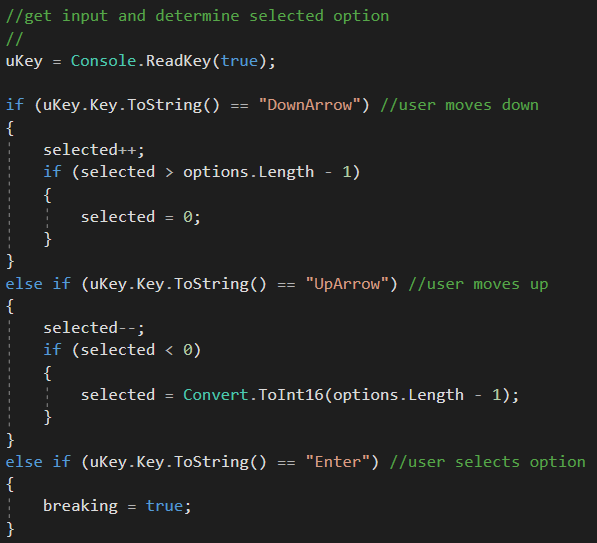 //get input and determine selected option
//
uKey = Console.ReadKey(true);
if (uKey.Key.ToString() == "DownArrow") //user moves down
{
selected++;
if (selected > options.Length - 1)
{
selected = 0;
}
}
else if (uKey.Key.ToString() == "UpArrow") //user moves up
{
selected--;
if (selected < 0)
{
selected = Convert.ToInt16(options.Length - 1);
}
}
else if (uKey.Key.ToString() == "Enter") //user selects option
{
breaking = true;
}